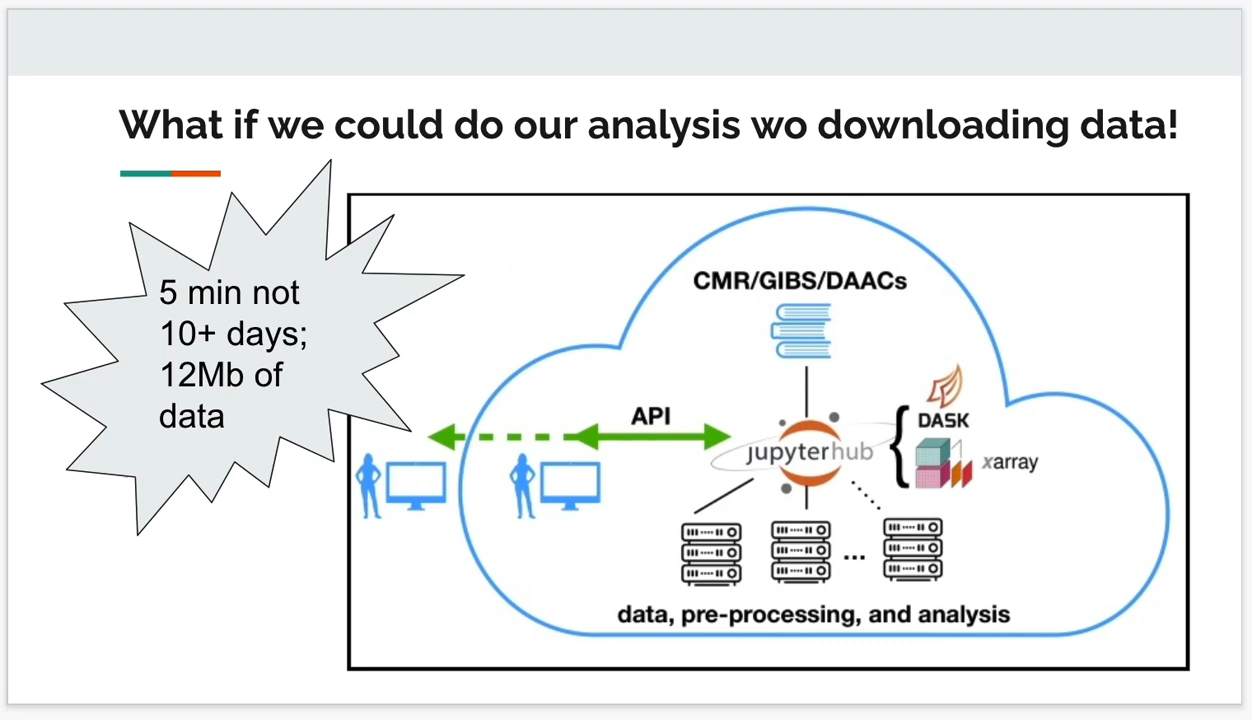 What if we could do our analysis wo downloading data!
5 min not
10+ days;
12Mb of
data
CMR/GIBS/DAACs
API
jupyterhub
DASK
xarray
...
data, pre-processing, and analysis